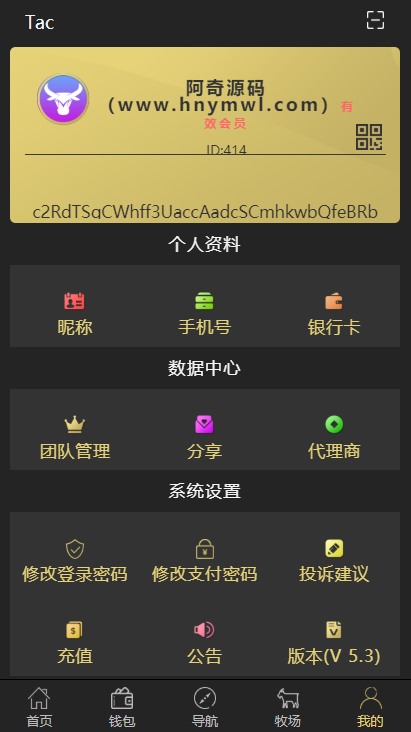 Tac
阿奇源码
（www.hnymwl.com）有
效会员
ID:414
c2RdTSqCWhff3UaccAadcSCmhkwbQfeBRb
个人资料
昵称 手机号 银行卡
数据中心
团队管理 分享 代理商
系统设置
修改登录密码 修改支付密码 投诉建议
充值 公告 版本(V 5.3)
首页 钱包 导航 牧场 我的